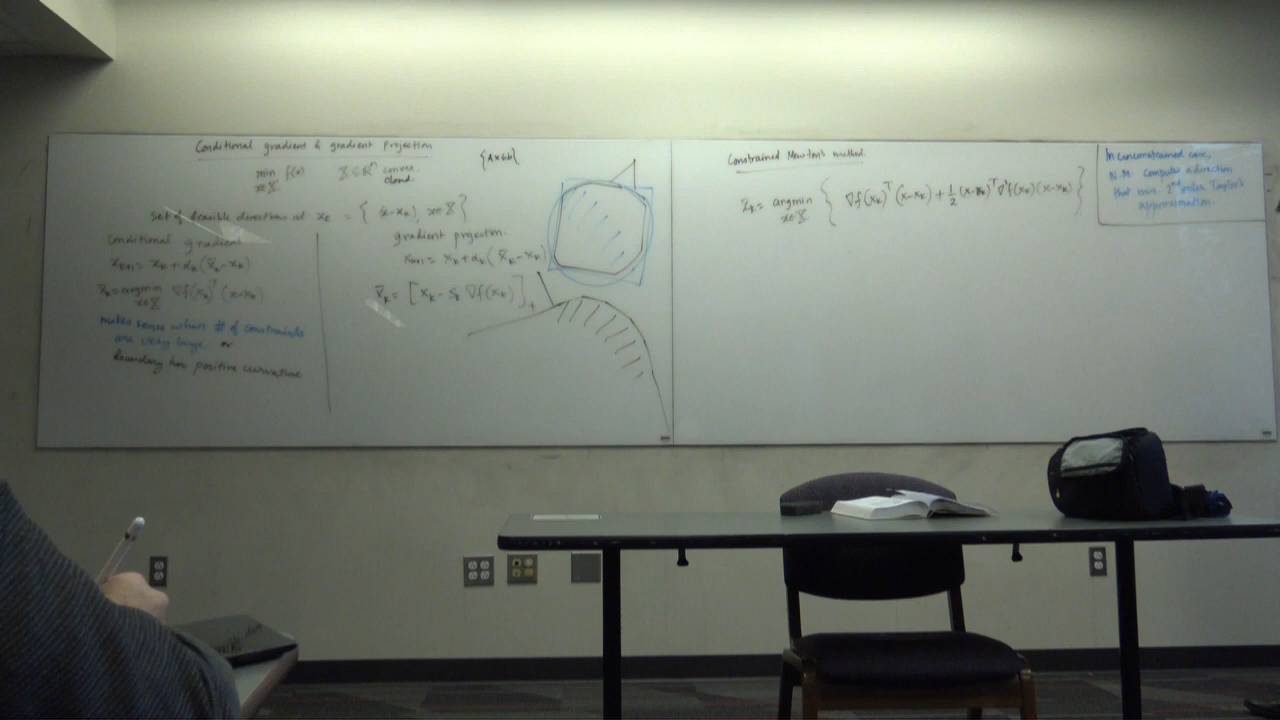 Conditional gradient & gradient projection
min f(x) X ⊆ ℝⁿ convex
x∈X closed.
{Ax≤b}
Set of feasible directions at xₖ = { (x-xₖ), x∈X }
Conditional gradient
xₖ₊₁ = xₖ + αₖ(x̄ₖ-xₖ)
x̄ₖ = argmin ∇f(xₖ)ᵀ(x-xₖ)
x∈X
makes sense when # of constraints
are very large or
boundary has positive curvature
gradient projection.
xₖ₊₁ = xₖ + αₖ(x̄ₖ-xₖ)
x̄ₖ = [xₖ - sₖ ∇f(xₖ)]₊
Constrained Newton's method.
x̄ₖ = argmin { ∇f(xₖ)ᵀ(x-xₖ) + 1/2 (x-xₖ)ᵀ∇²f(xₖ)(x-xₖ) }
x∈X
In unconstrained case,
N.M. computes a direction
that min. 2nd order Taylor's
approximation.